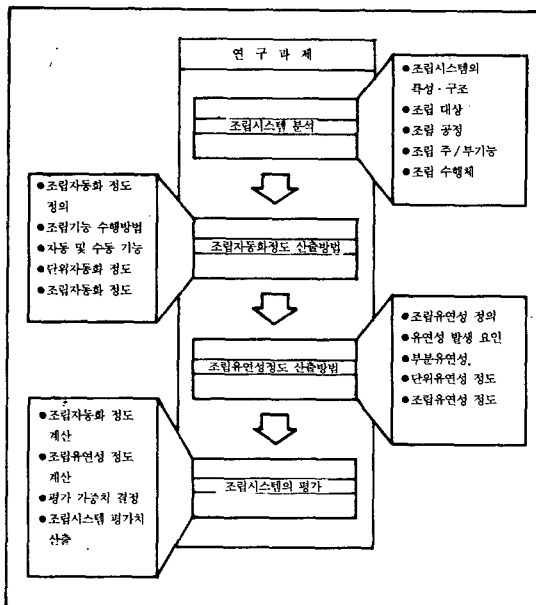 연 구 과 제
조립시스템 분석
●조립시스템의
특성·구조
●조립 대상
●조립 공정
●조립 주/부기능
●조립 수행체
●조립자동화 정도
정의
●조립기능 수행방법
●자동 및 수동 기능
●단위자동화 정도
●조립자동화 정도
조립자동화정도 산출방법
조립유연성정도 산출방법
●조립유연성 정의
●유연성 발생 요인
●부분유연성
●단위유연성 정도
●조립유연성 정도
●조립자동화 정도
계산
●조립유연성 정도
계산
●평가 가중치 결정
●조립시스템 평가치
산출
조립시스템의 평가